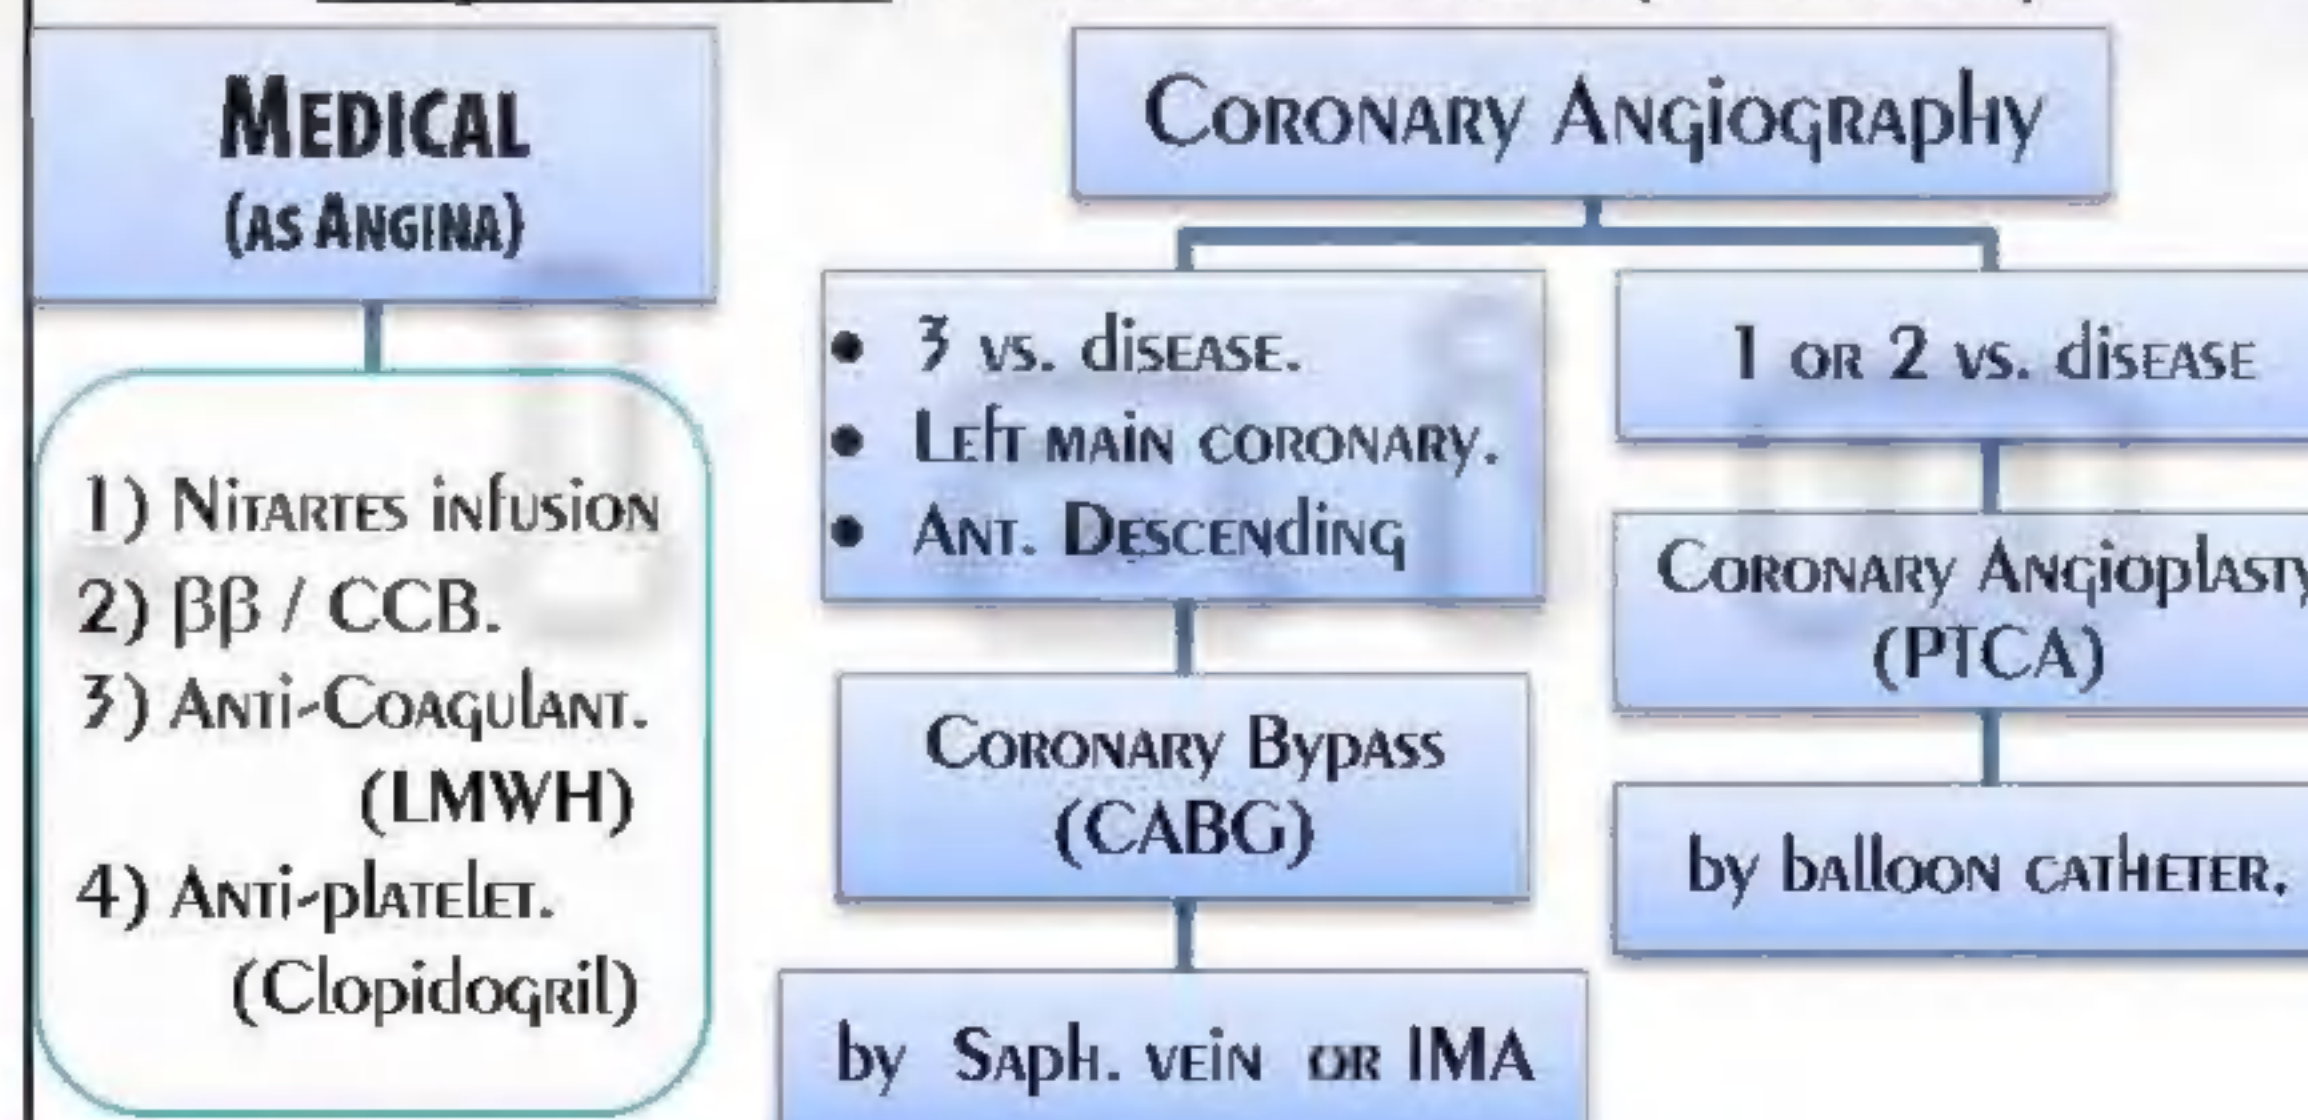 MEDICAL
(AS ANGINA)
1) Nitartes infusion
2) ββ / CCB.
3) Anti-Coagulant.
(LMWH)
4) Anti-platelet.
(Clopidogril)
Coronary Angiography
• 3 vs. disease.
• Left main coronary.
• Ant. Descending
Coronary Bypass
(CABG)
by Saph. vein or IMA
1 or 2 vs. disease
Coronary Angioplasty
(PTCA)
by balloon catheter.